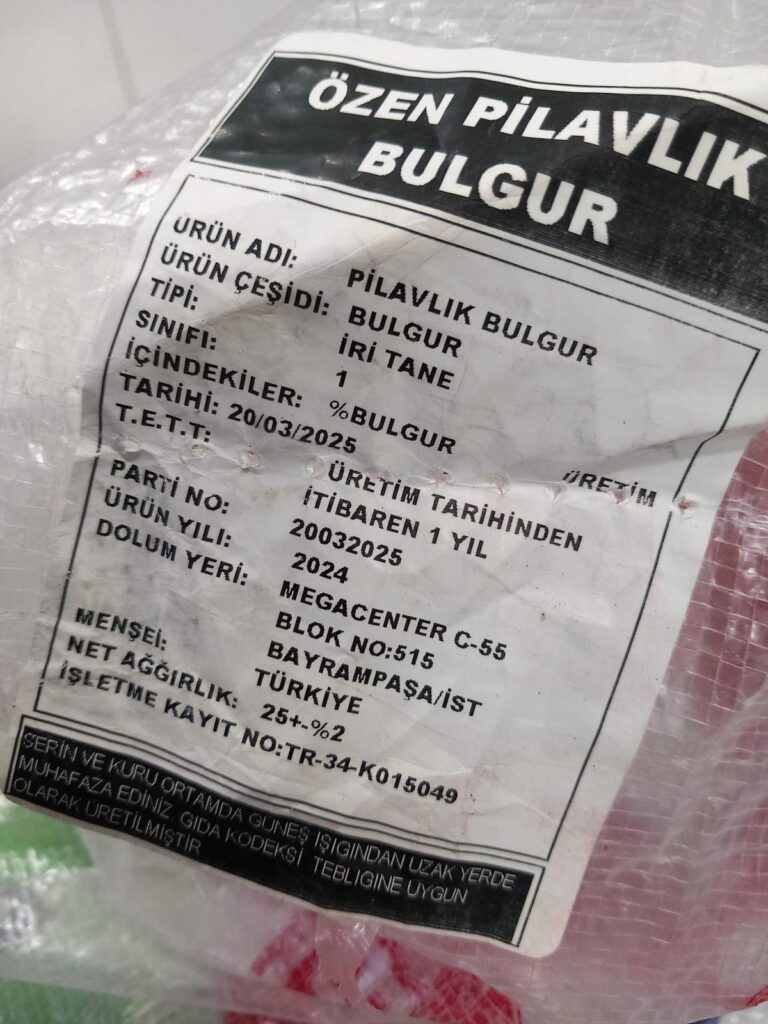 ÖZEN PİLAVLIK
BULGUR
ÜRÜN ADI: PİLAVLIK BULGUR
ÜRÜN ÇEŞİDİ: BULGUR
TİPİ: İRİ TANE
SINIFI: 1
İÇİNDEKİLER: %BULGUR
ÜRETİM
TARİHİ: 20/03/2025
T.E.T.T: ÜRETİM TARİHİNDEN
İTİBAREN 1 YIL
PARTİ NO: 20032025
ÜRÜN YILI: 2024
DOLUM YERİ: MEGACENTER C-55
BLOK NO:515
BAYRAMPAŞA/İST
MENŞEİ: TÜRKİYE
NET AĞĞIRLIK: 25+-%2
İŞLETME KAYIT NO:TR-34-K015049
SERİN VE KURU ORTAMDA GÜNEŞ IŞIGINDAN UZAK YERDE
MUHAFAZA EDİNİZ GIDA KODEKSİ TEBLIGINE UYGUN
OLARAK ÜRETİLMİŞTİR